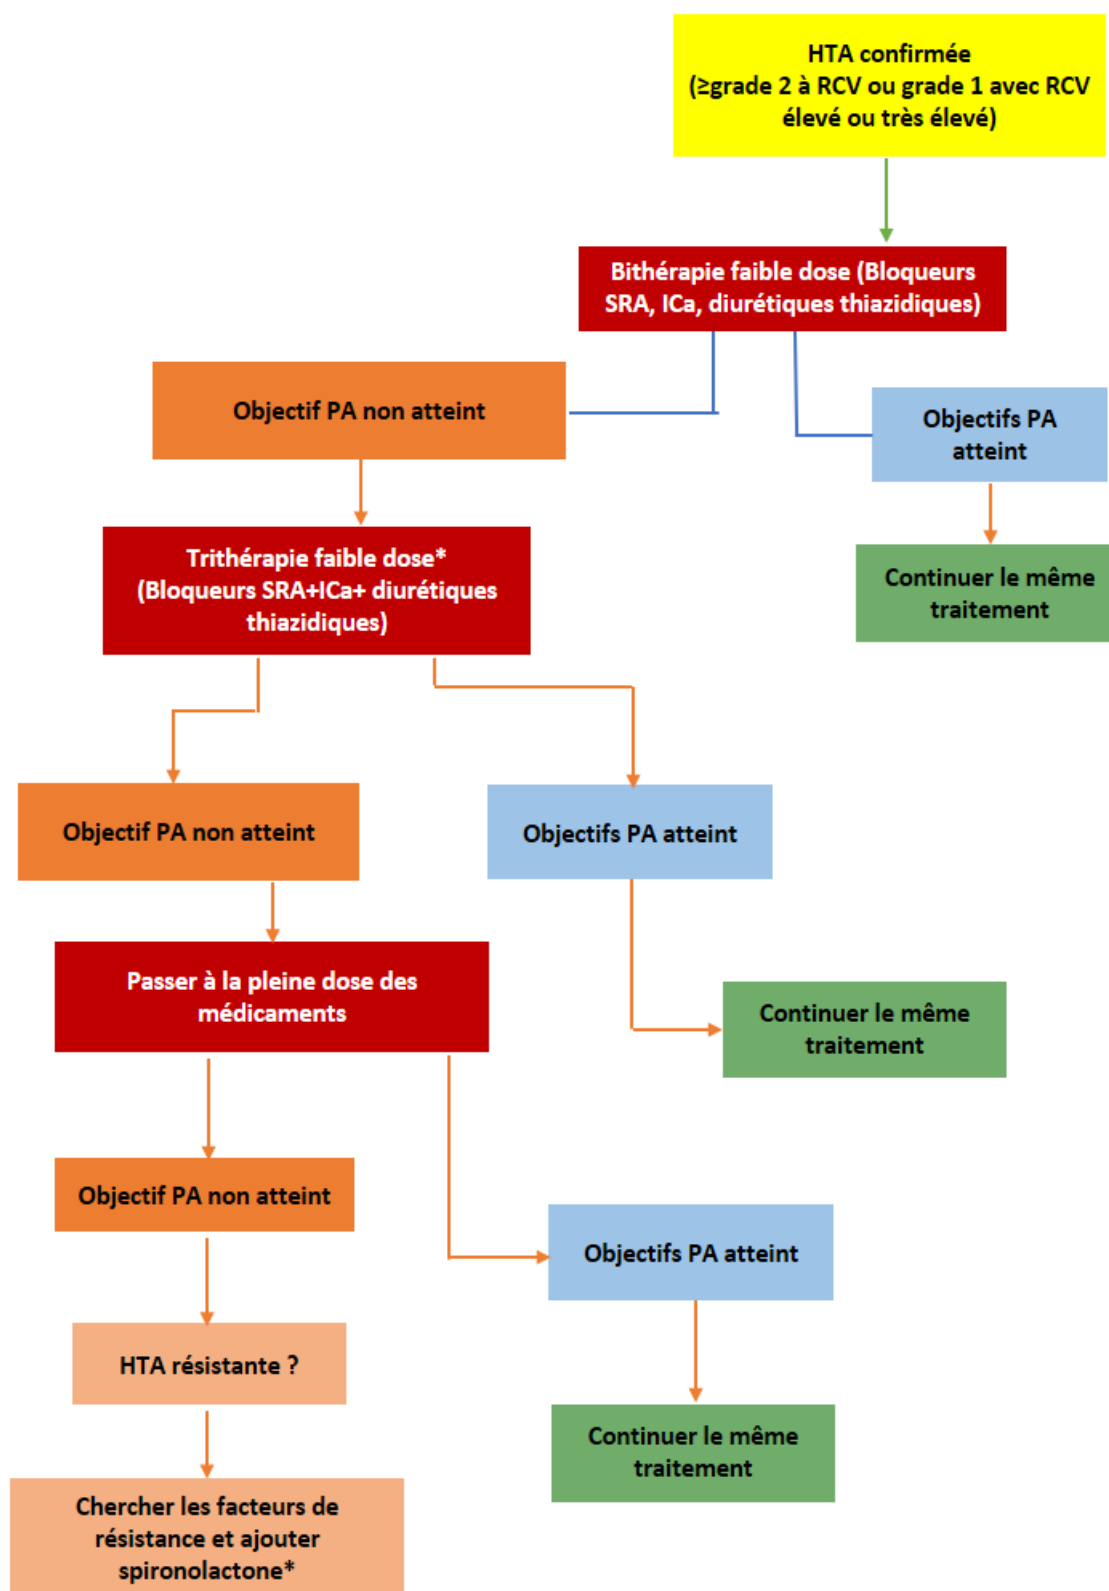 HTA confirmée
(≥grade 2 à RCV ou grade 1 avec RCV
élevé ou très élevé)
Bithérapie faible dose (Bloqueurs
SRA, ICa, diurétiques thiazidiques)
Objectif PA non atteint
Objectifs PA
atteint
Continuer le même
traitement
Trithérapie faible dose*
(Bloqueurs SRA+ICa+ diurétiques
thiazidiques)
Objectif PA non atteint
Objectifs PA atteint
Passer à la pleine dose des
médicaments
Continuer le même
traitement
Objectif PA non atteint
Objectifs PA atteint
HTA résistante ?
Continuer le même
traitement
Chercher les facteurs de
résistance et ajouter
spironolactone*